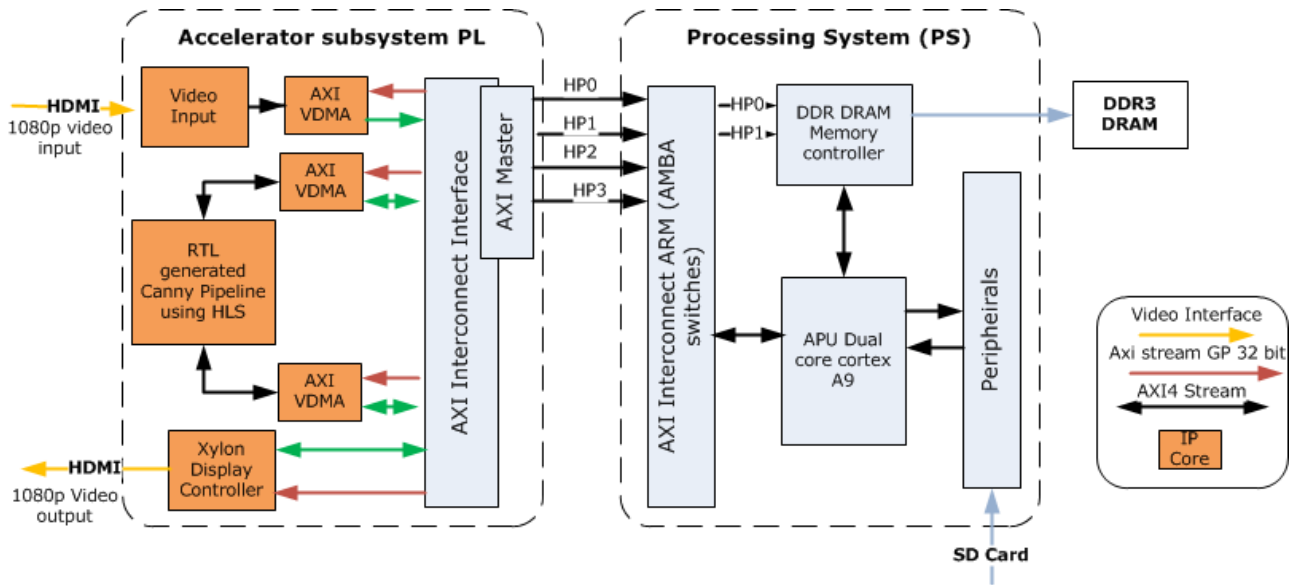 Accelerator subsystem PL
Processing System (PS)
HDMI
1080p video
input
Video
Input
AXI
VDMA
AXI
VDMA
RTL
generated
Canny Pipeline
using HLS
AXI
VDMA
Xylon
Display
Controller
HDMI
1080p Video
output
AXI Interconnect Interface
AXI Master
HP0
HP1
HP2
HP3
AXI Interconnect ARM (AMBA
switches)
HP0
HP1
DDR DRAM
Memory
controller
DDR3
DRAM
APU Dual
core cortex
A9
Peripheirals
SD Card
Video Interface
Axi stream GP 32 bit
AXI4 Stream
IP
Core